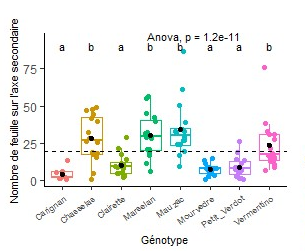 Anova, p = 1.2e-11
a b a b b a a b
Nombre de feuille sur l'axe secondaire
75
50
25
0
Carignan Chasselas Clairette Marselan Mauzac Mourvèdre Petit_Verdot Vermentino
Génotype